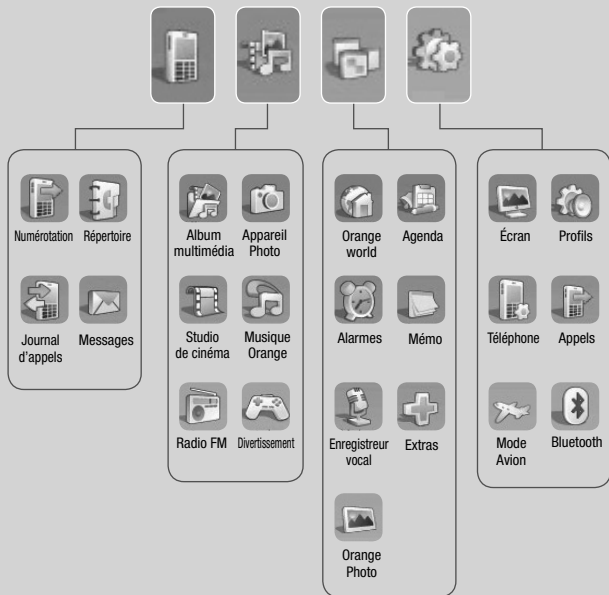 Numérotation
Répertoire
Journal
d'appels
Messages
Album
multimédia
Appareil
Photo
Studio
de cinéma
Musique
Orange
Radio FM
Divertissement
Orange
world
Agenda
Alarmes
Mémo
Enregistreur
vocal
Extras
Orange
Photo
Écran
Profils
Téléphone
Appels
Mode
Avion
Bluetooth